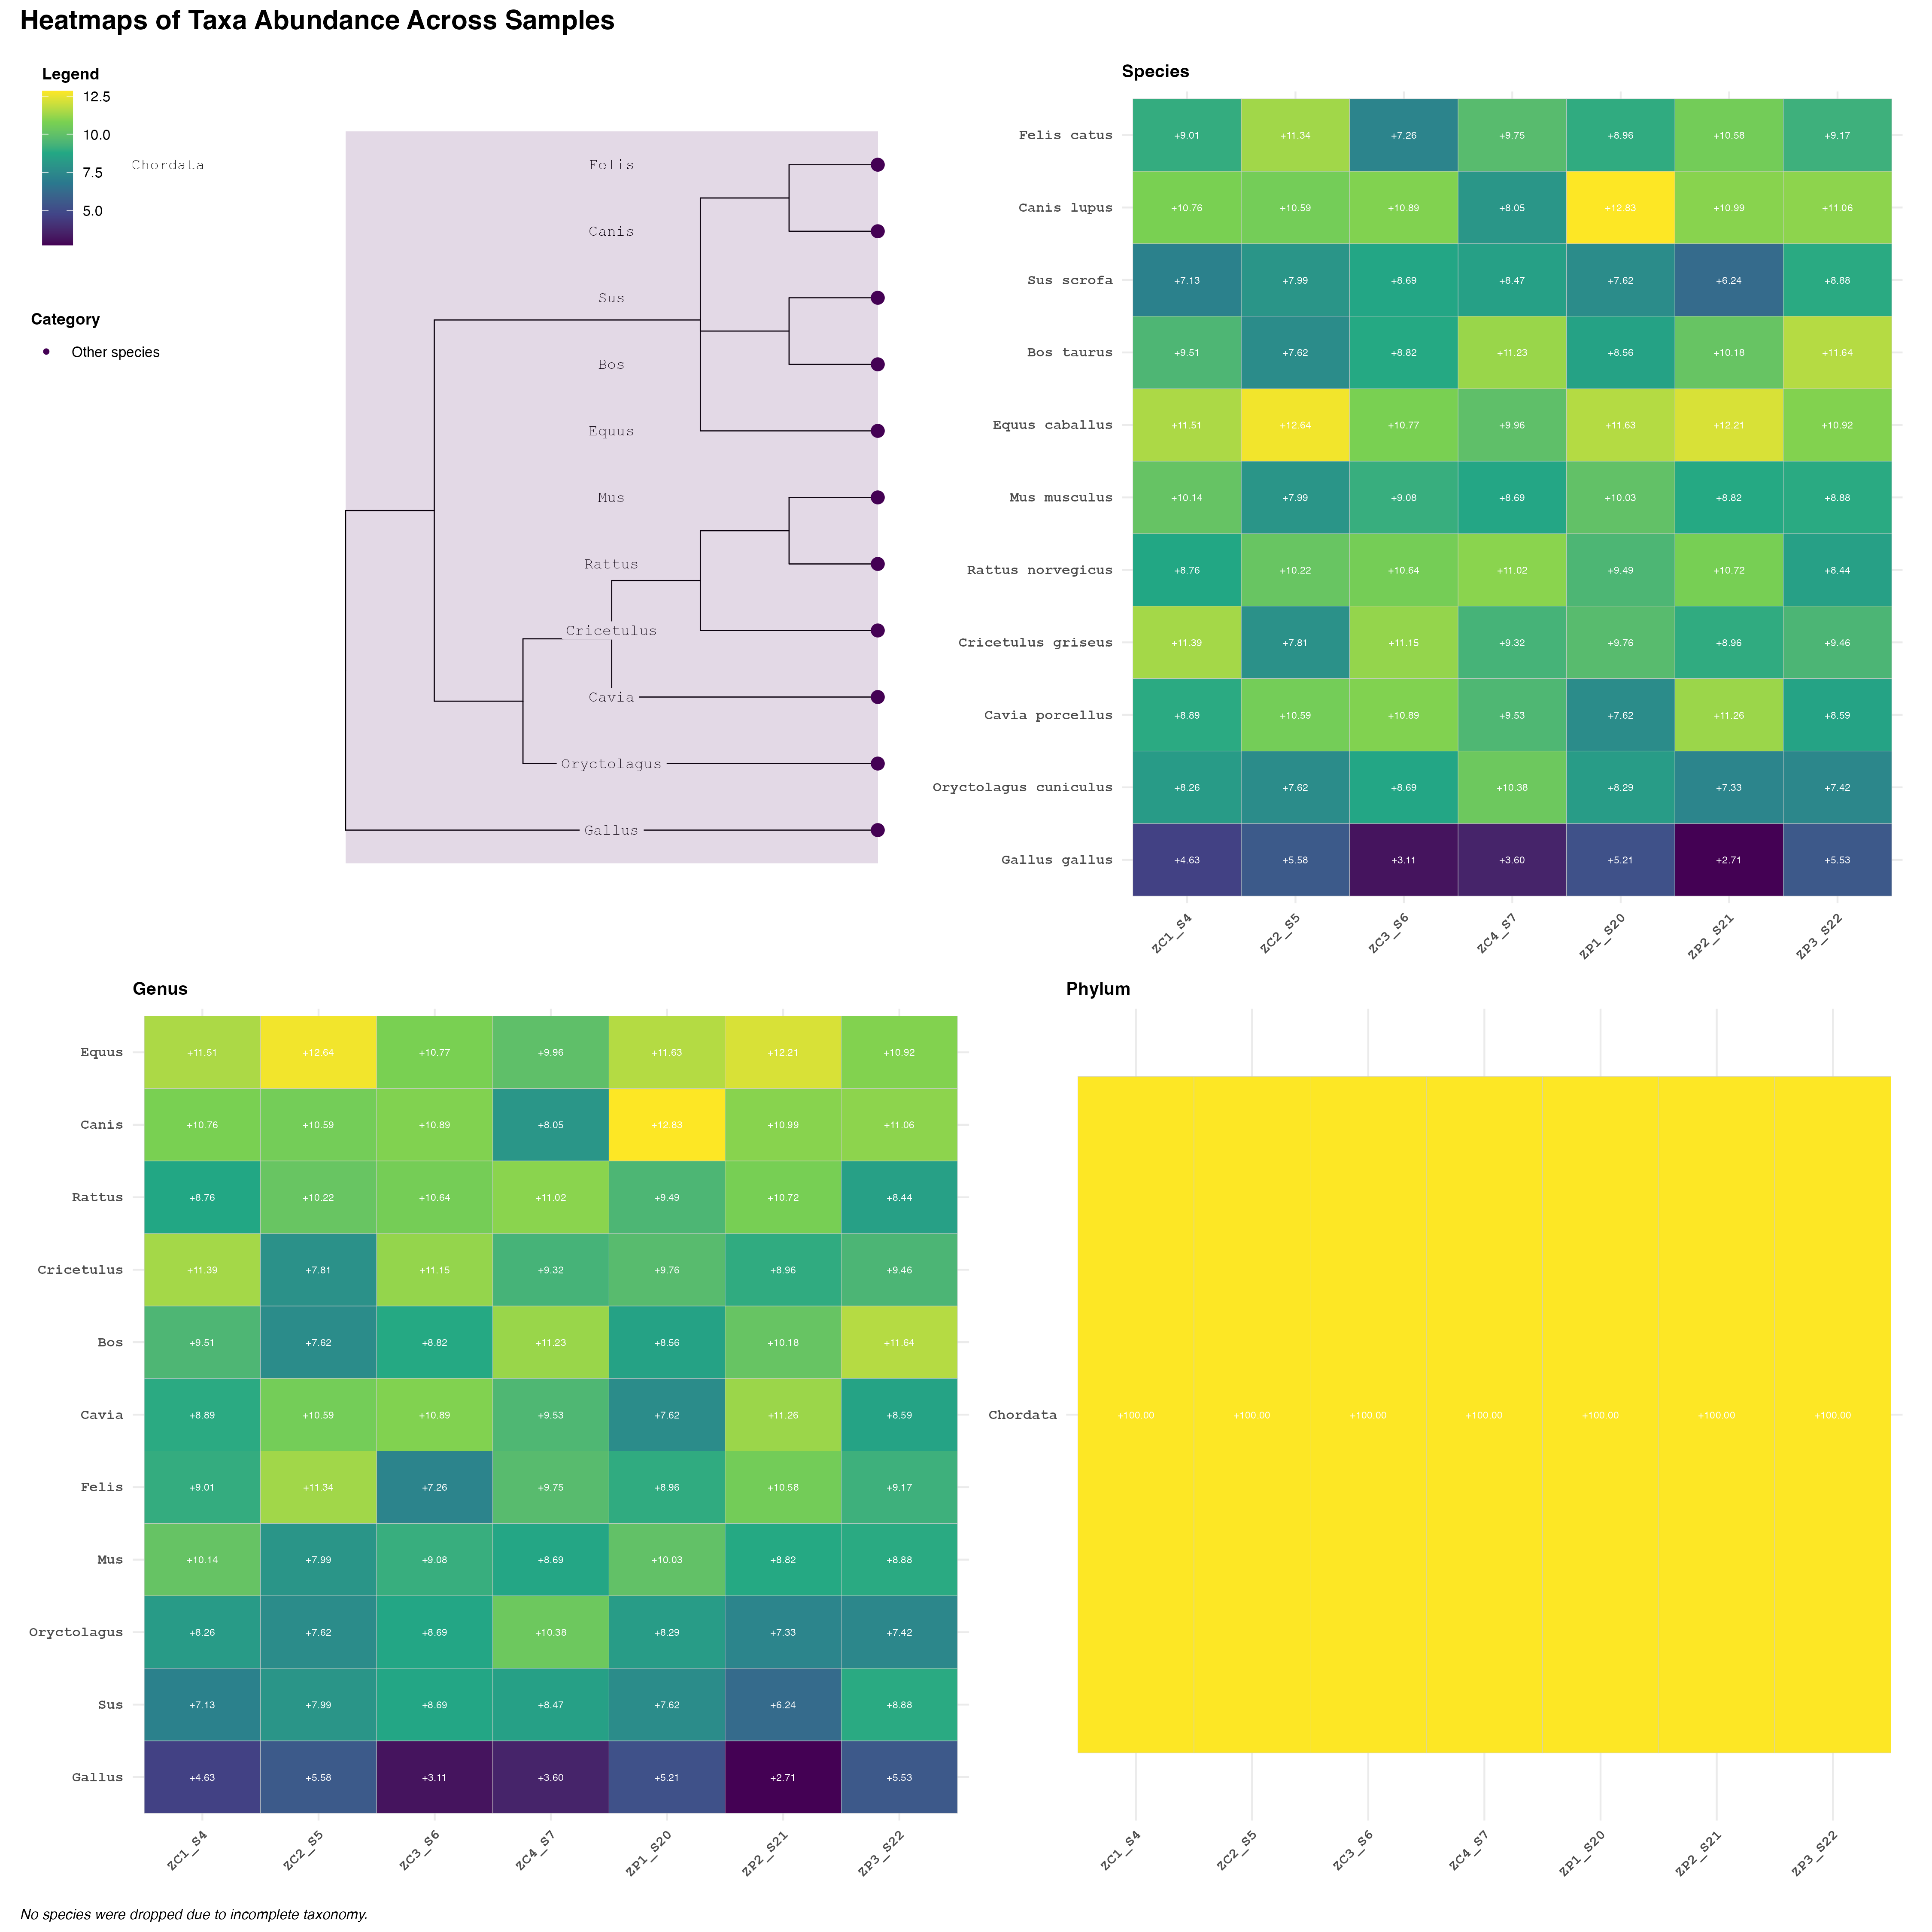 Heatmaps of Taxa Abundance Across Samples
Legend
12.5
10.0
7.5
5.0
Category
Other species
Chordata
Felis
Canis
Sus
Bos
Equus
Mus
Rattus
Cricetulus
Cavia
Oryctolagus
Gallus
Species
Felis catus +9.01 +11.34 +7.26 +9.75 +8.96 +10.58 +9.17
Canis lupus +10.76 +10.59 +10.89 +8.05 +12.83 +10.99 +11.06
Sus scrofa +7.13 +7.99 +8.69 +8.47 +7.62 +6.24 +8.88
Bos taurus +9.51 +7.62 +8.82 +11.23 +8.56 +10.18 +11.64
Equus caballus +11.51 +12.64 +10.77 +9.96 +11.63 +12.21 +10.92
Mus musculus +10.14 +7.99 +9.08 +8.69 +10.03 +8.82 +8.88
Rattus norvegicus +8.76 +10.22 +10.64 +11.02 +9.49 +10.72 +8.44
Cricetulus griseus +11.39 +7.81 +11.15 +9.32 +9.76 +8.96 +9.46
Cavia porcellus +8.89 +10.59 +10.89 +9.53 +7.62 +11.26 +8.59
Oryctolagus cuniculus +8.26 +7.62 +8.69 +10.38 +8.29 +7.33 +7.42
Gallus gallus +4.63 +5.58 +3.11 +3.60 +5.21 +2.71 +5.53
ZC1_S4 ZC2_S5 ZC3_S6 ZC4_S7 ZP1_S20 ZP2_S21 ZP3_S22
Genus
Equus +11.51 +12.64 +10.77 +9.96 +11.63 +12.21 +10.92
Canis +10.76 +10.59 +10.89 +8.05 +12.83 +10.99 +11.06
Rattus +8.76 +10.22 +10.64 +11.02 +9.49 +10.72 +8.44
Cricetulus +11.39 +7.81 +11.15 +9.32 +9.76 +8.96 +9.46
Bos +9.51 +7.62 +8.82 +11.23 +8.56 +10.18 +11.64
Cavia +8.89 +10.59 +10.89 +9.53 +7.62 +11.26 +8.59
Felis +9.01 +11.34 +7.26 +9.75 +8.96 +10.58 +9.17
Mus +10.14 +7.99 +9.08 +8.69 +10.03 +8.82 +8.88
Oryctolagus +8.26 +7.62 +8.69 +10.38 +8.29 +7.33 +7.42
Sus +7.13 +7.99 +8.69 +8.47 +7.62 +6.24 +8.88
Gallus +4.63 +5.58 +3.11 +3.60 +5.21 +2.71 +5.53
ZC1_S4 ZC2_S5 ZC3_S6 ZC4_S7 ZP1_S20 ZP2_S21 ZP3_S22
Phylum
Chordata +100.00 +100.00 +100.00 +100.00 +100.00 +100.00 +100.00
ZC1_S4 ZC2_S5 ZC3_S6 ZC4_S7 ZP1_S20 ZP2_S21 ZP3_S22
No species were dropped due to incomplete taxonomy.